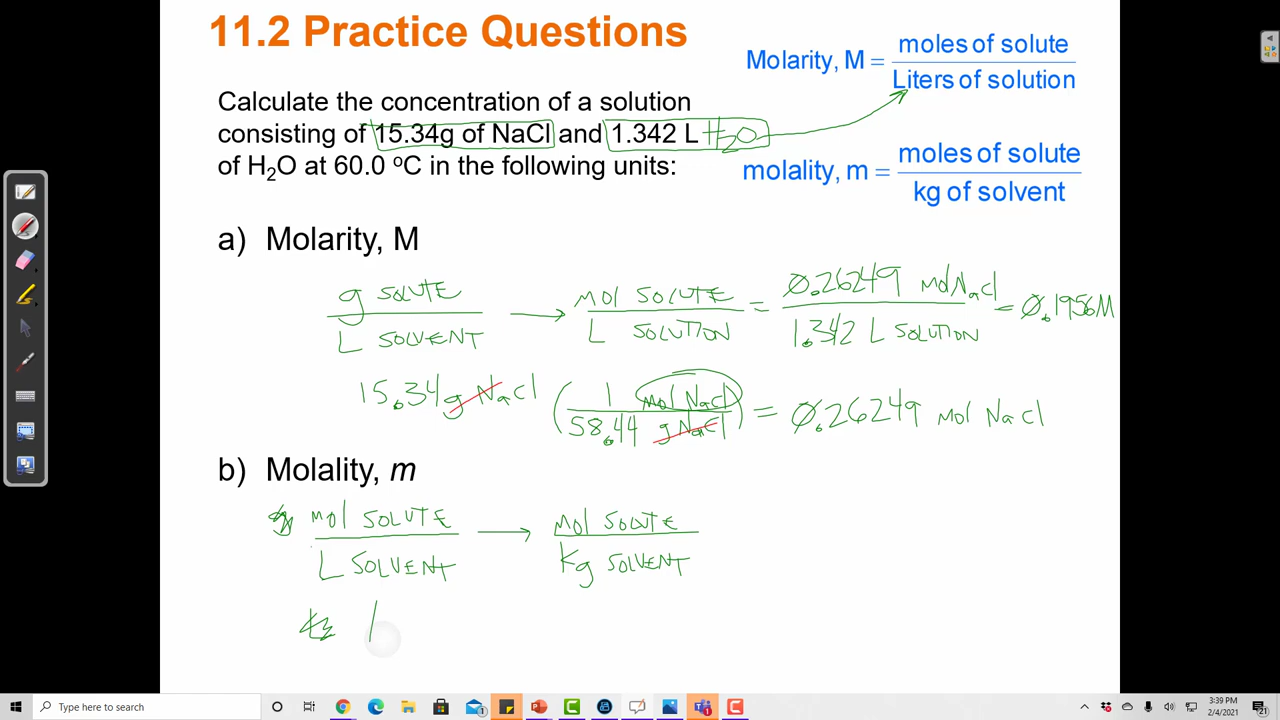 11.2 Practice Questions
Molarity, M = moles of solute / Liters of solution
Calculate the concentration of a solution
consisting of 15.34g of NaCl and 1.342 L H2O
of H₂O at 60.0 ºC in the following units:
molality, m = moles of solute / kg of solvent
a) Molarity, M
g SOLUTE / L SOLVENT → mol SOLUTE / L SOLUTION = 0.26249 mol NaCl / 1.342 L SOLUTION = 0.1956M
15.34 g NaCl ( 1 mol NaCl / 58.44 g NaCl ) = 0.26249 mol NaCl
b) Molality, m
mol SOLUTE / L SOLVENT → mol SOLUTE / kg SOLVENT
Type here to search
1
3:39 PM
2/4/2021
21